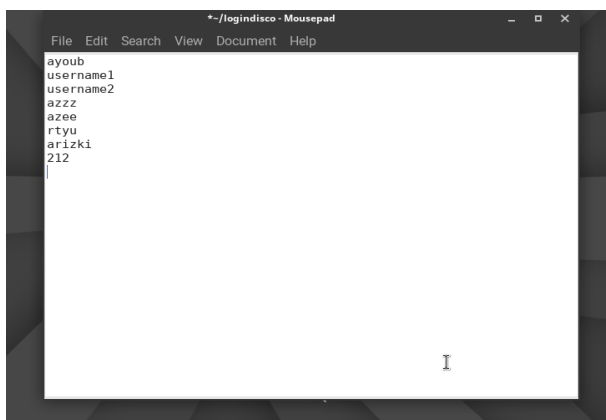 *~/logindisco - Mousepad
File Edit Search View Document Help
ayoub
username1
username2
azzz
azee
rtyu
arizki
212